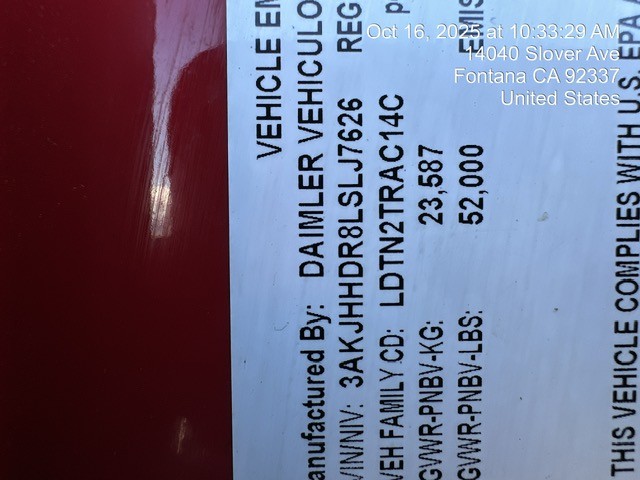 Oct 16, 2025 at 10:33:29 AM
14040 Slover Ave
Fontana CA 92337
United States
VEHICLE EM
anufactured By: DAIMLER VEHICULO
VIN/NIV: 3AKJHHDR8LSLJ7626 REG
VEH FAMILY CD: LDTN2TRAC14C
GVWR-PNBV-KG: 23,587
GVWR-PNBV-LBS: 52,000 EMIS
THIS VEHICLE COMPLIES WITH U.S. EPA